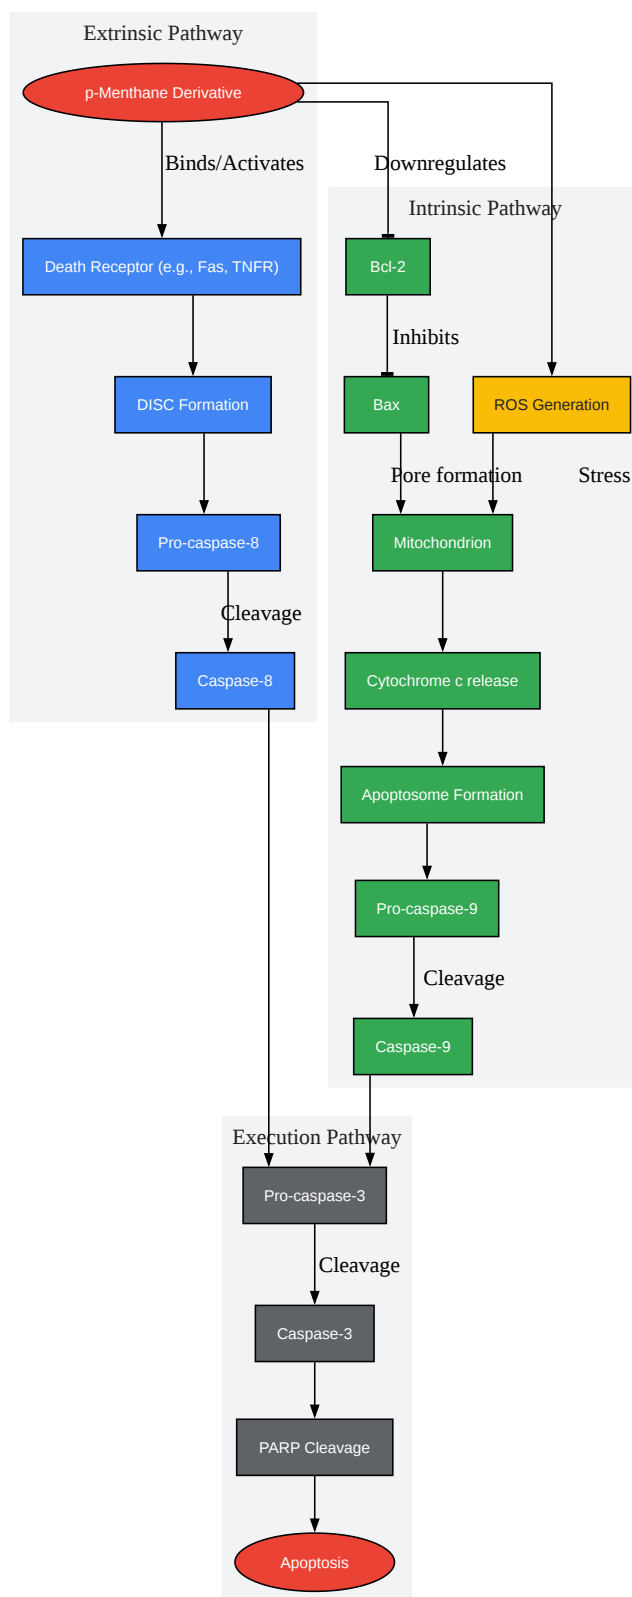 Extrinsic Pathway
p-Menthane Derivative
Binds/Activates
Downregulates
Intrinsic Pathway
Death Receptor (e.g., Fas, TNFR)
Bcl-2
Inhibits
DISC Formation
Bax
ROS Generation
Pore formation
Stress
Pro-caspase-8
Mitochondrion
Cleavage
Caspase-8
Cytochrome c release
Apoptosome Formation
Pro-caspase-9
Cleavage
Caspase-9
Execution Pathway
Pro-caspase-3
Cleavage
Caspase-3
PARP Cleavage
Apoptosis